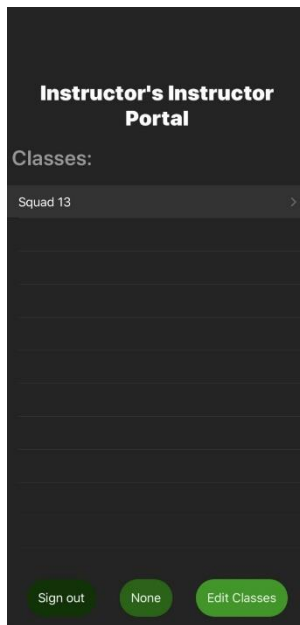 Instructor's Instructor
Portal
Classes:
Squad 13
Sign out
None
Edit Classes